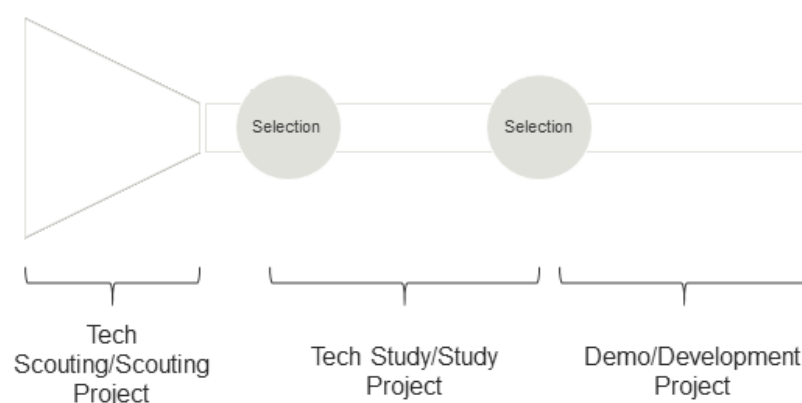 Selection
Selection
Tech
Scouting/Scouting
Project
Tech Study/Study
Project
Demo/Development
Project